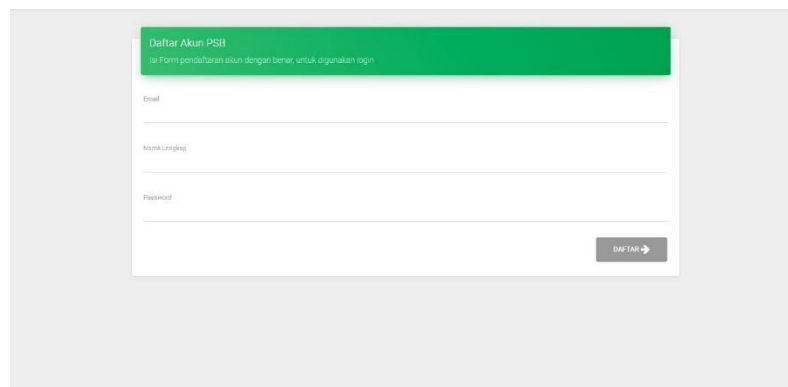 Daftar Akun PSB
Isi Form pendaftaran akun dengan benar, untuk digunakan login
Email
Nama Lengkap
Password
DAFTAR